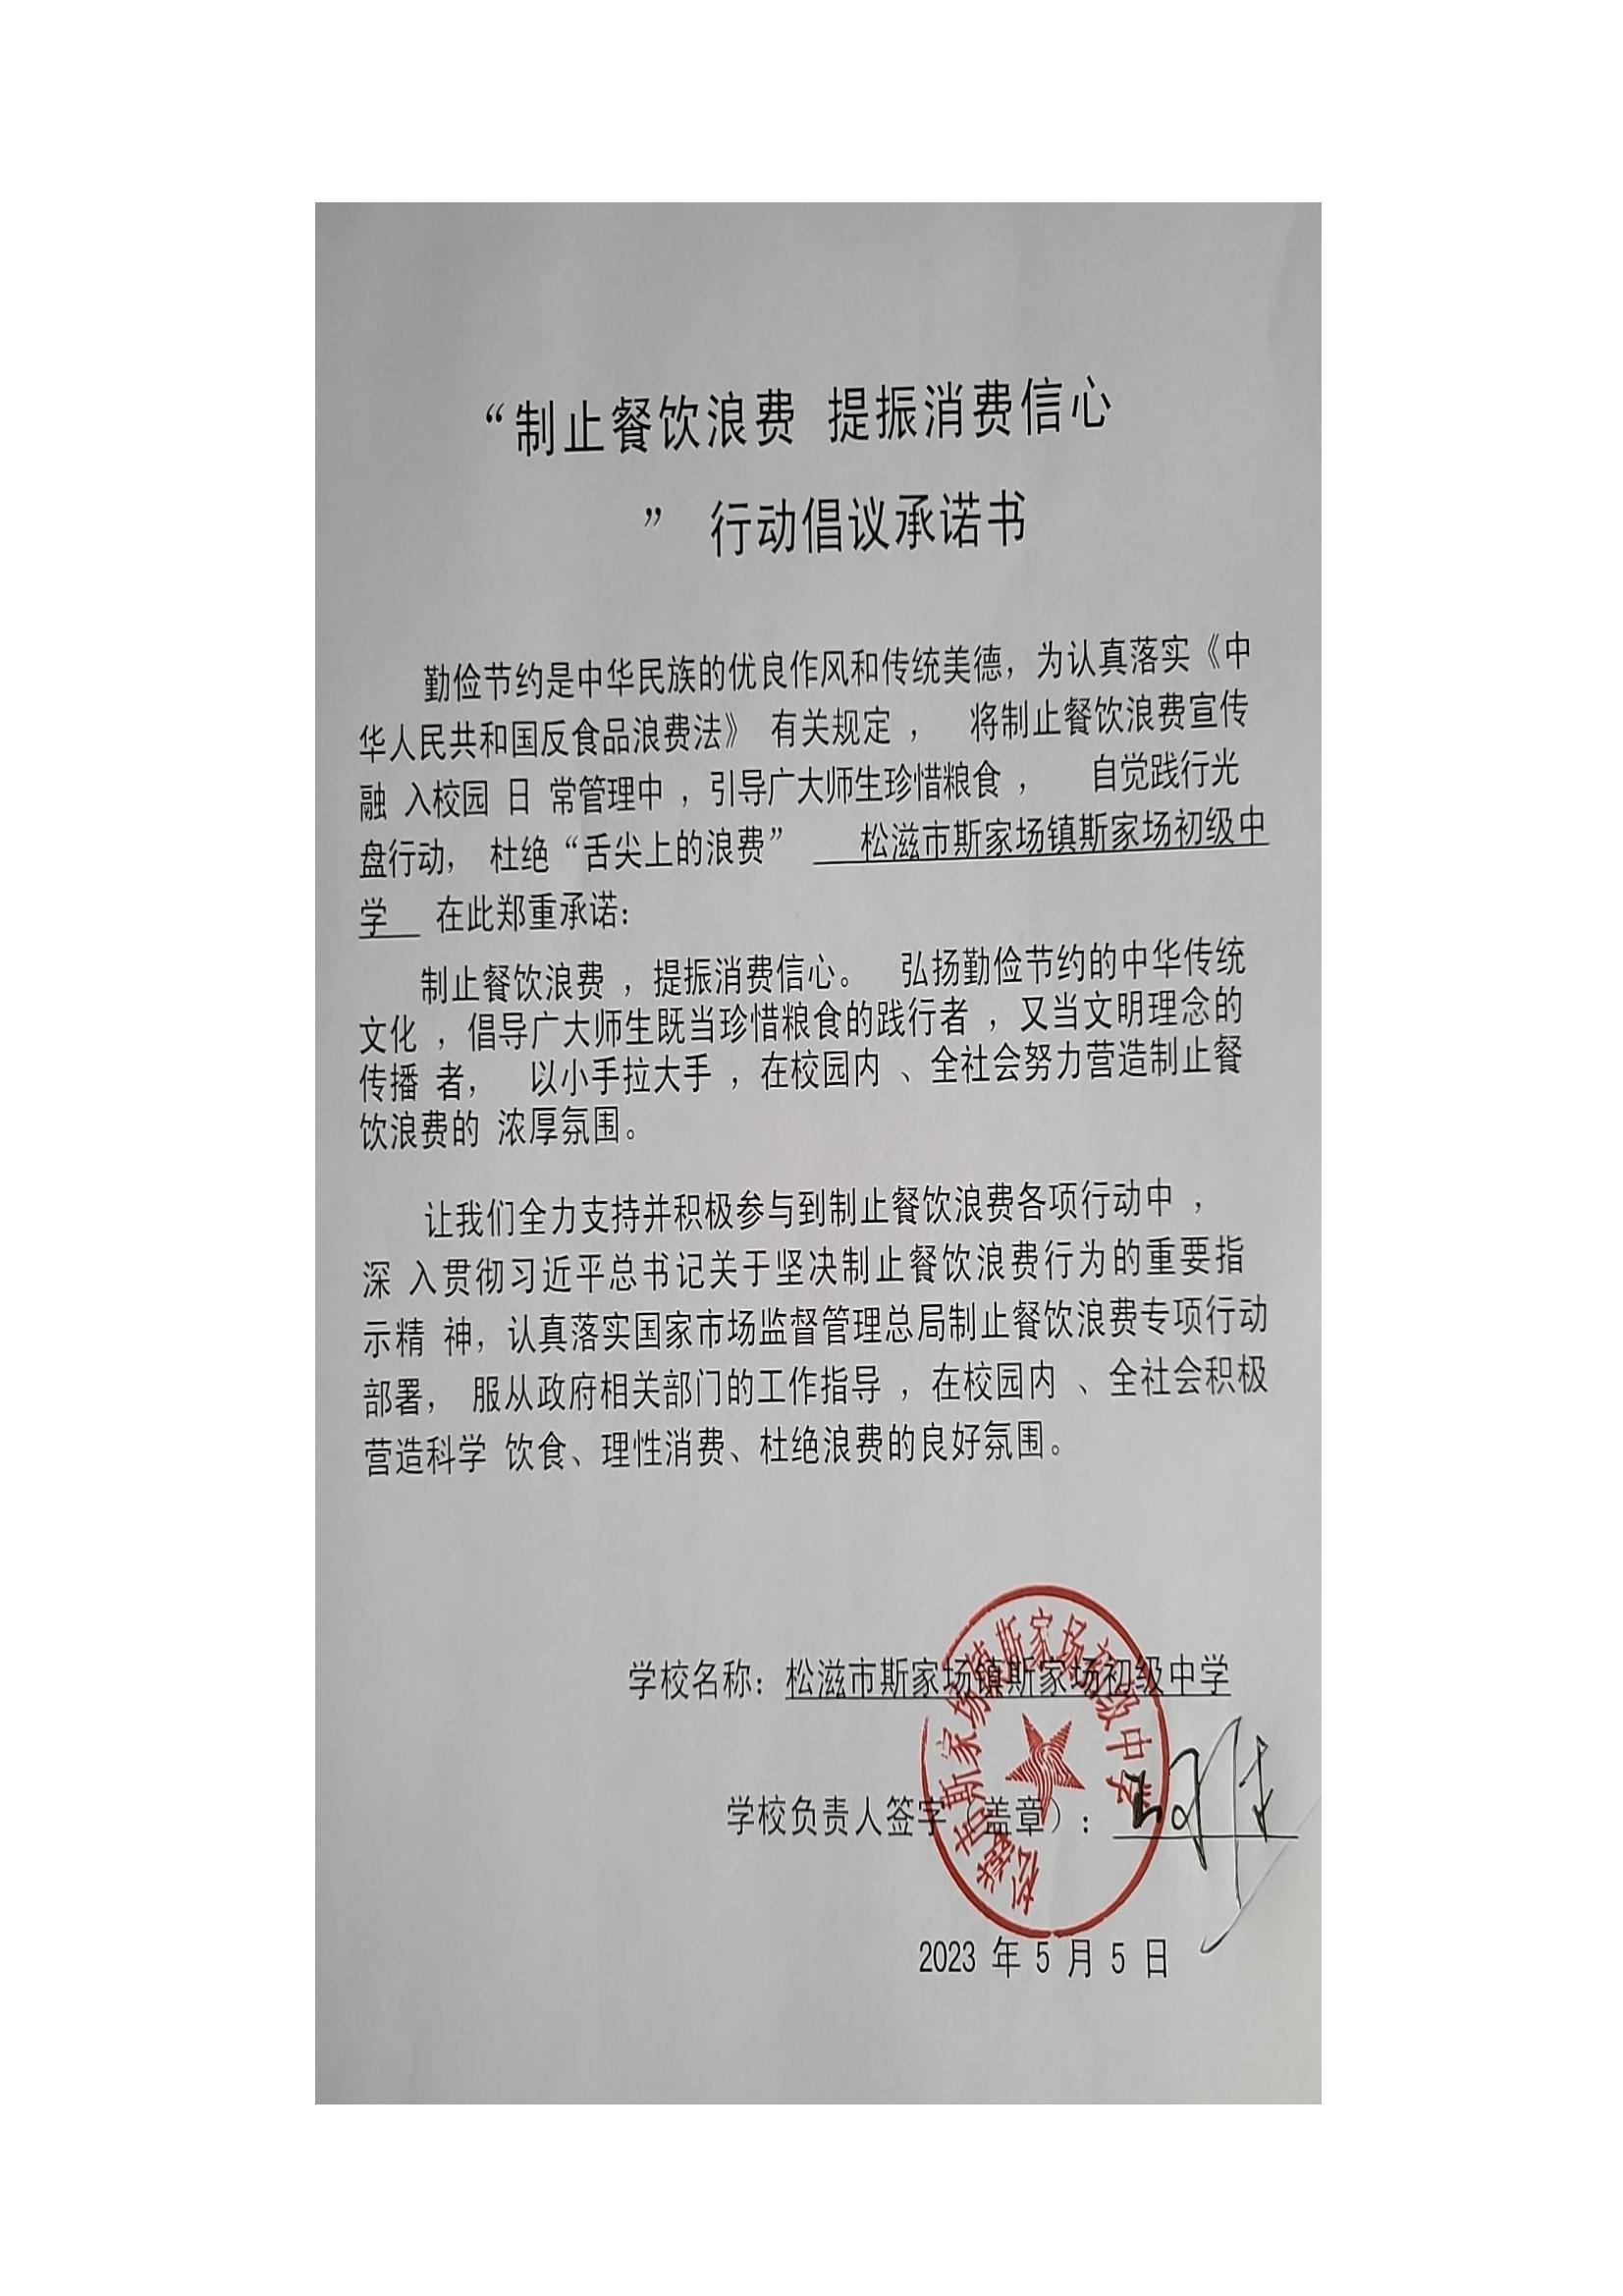 “制止餐饮浪费 提振消费信心
” 行动倡议承诺书
勤俭节约是中华民族的优良作风和传统美德，为认真落实《中
华人民共和国反食品浪费法》 有关规定 ， 将制止餐饮浪费宣传
融 入校园 日 常管理中 ，引导广大师生珍惜粮食 ， 自觉践行光
盘行动， 杜绝“舌尖上的浪费” 松滋市斯家场镇斯家场初级中
学 在此郑重承诺：
制止餐饮浪费 ，提振消费信心。 弘扬勤俭节约的中华传统
文化 ，倡导广大师生既当珍惜粮食的践行者 ，又当文明理念的
传播 者， 以小手拉大手 ，在校园内 、全社会努力营造制止餐
饮浪费的 浓厚氛围。
让我们全力支持并积极参与到制止餐饮浪费各项行动中 ，
深 入贯彻习近平总书记关于坚决制止餐饮浪费行为的重要指
示精 神，认真落实国家市场监督管理总局制止餐饮浪费专项行动
部署， 服从政府相关部门的工作指导 ，在校园内 、全社会积极
营造科学 饮食、理性消费、杜绝浪费的良好氛围。
学校名称：松滋市斯家场镇斯家场初级中学
松滋市斯家场镇斯家场初级中学
学校负责人签字（盖章）：
2023 年 5 月 5 日